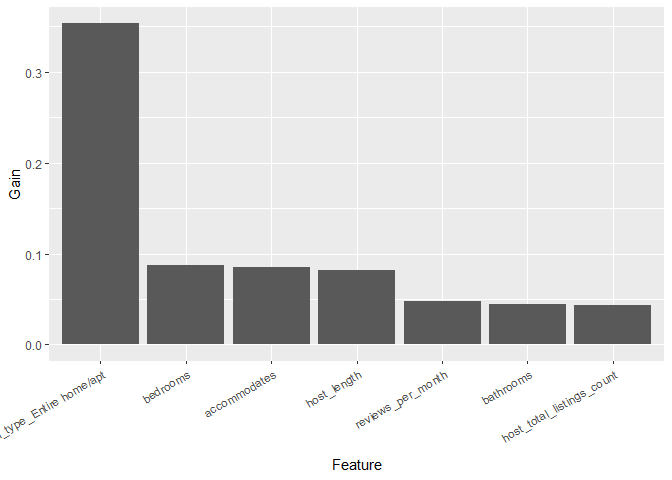 0.3
0.2
0.1
0.0
Gain
_type_Entire home/apt
bedrooms
accommodates
host_length
reviews_per_month
bathrooms
host_total_listings_count
Feature